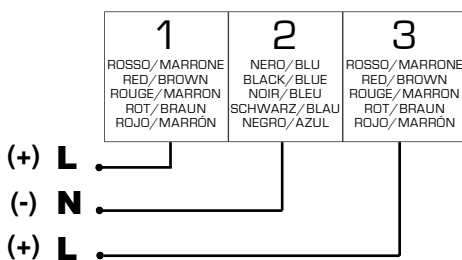 1
ROSSO/MARRONE
RED/BROWN
ROUGE/MARRON
ROT/BRAUN
ROJO/MARRÓN
2
NERO/BLU
BLACK/BLUE
NOIR/BLEU
SCHWARZ/BLAU
NEGRO/AZUL
3
ROSSO/MARRONE
RED/BROWN
ROUGE/MARRON
ROT/BRAUN
ROJO/MARRÓN
(+) L
(-) N
(+) L